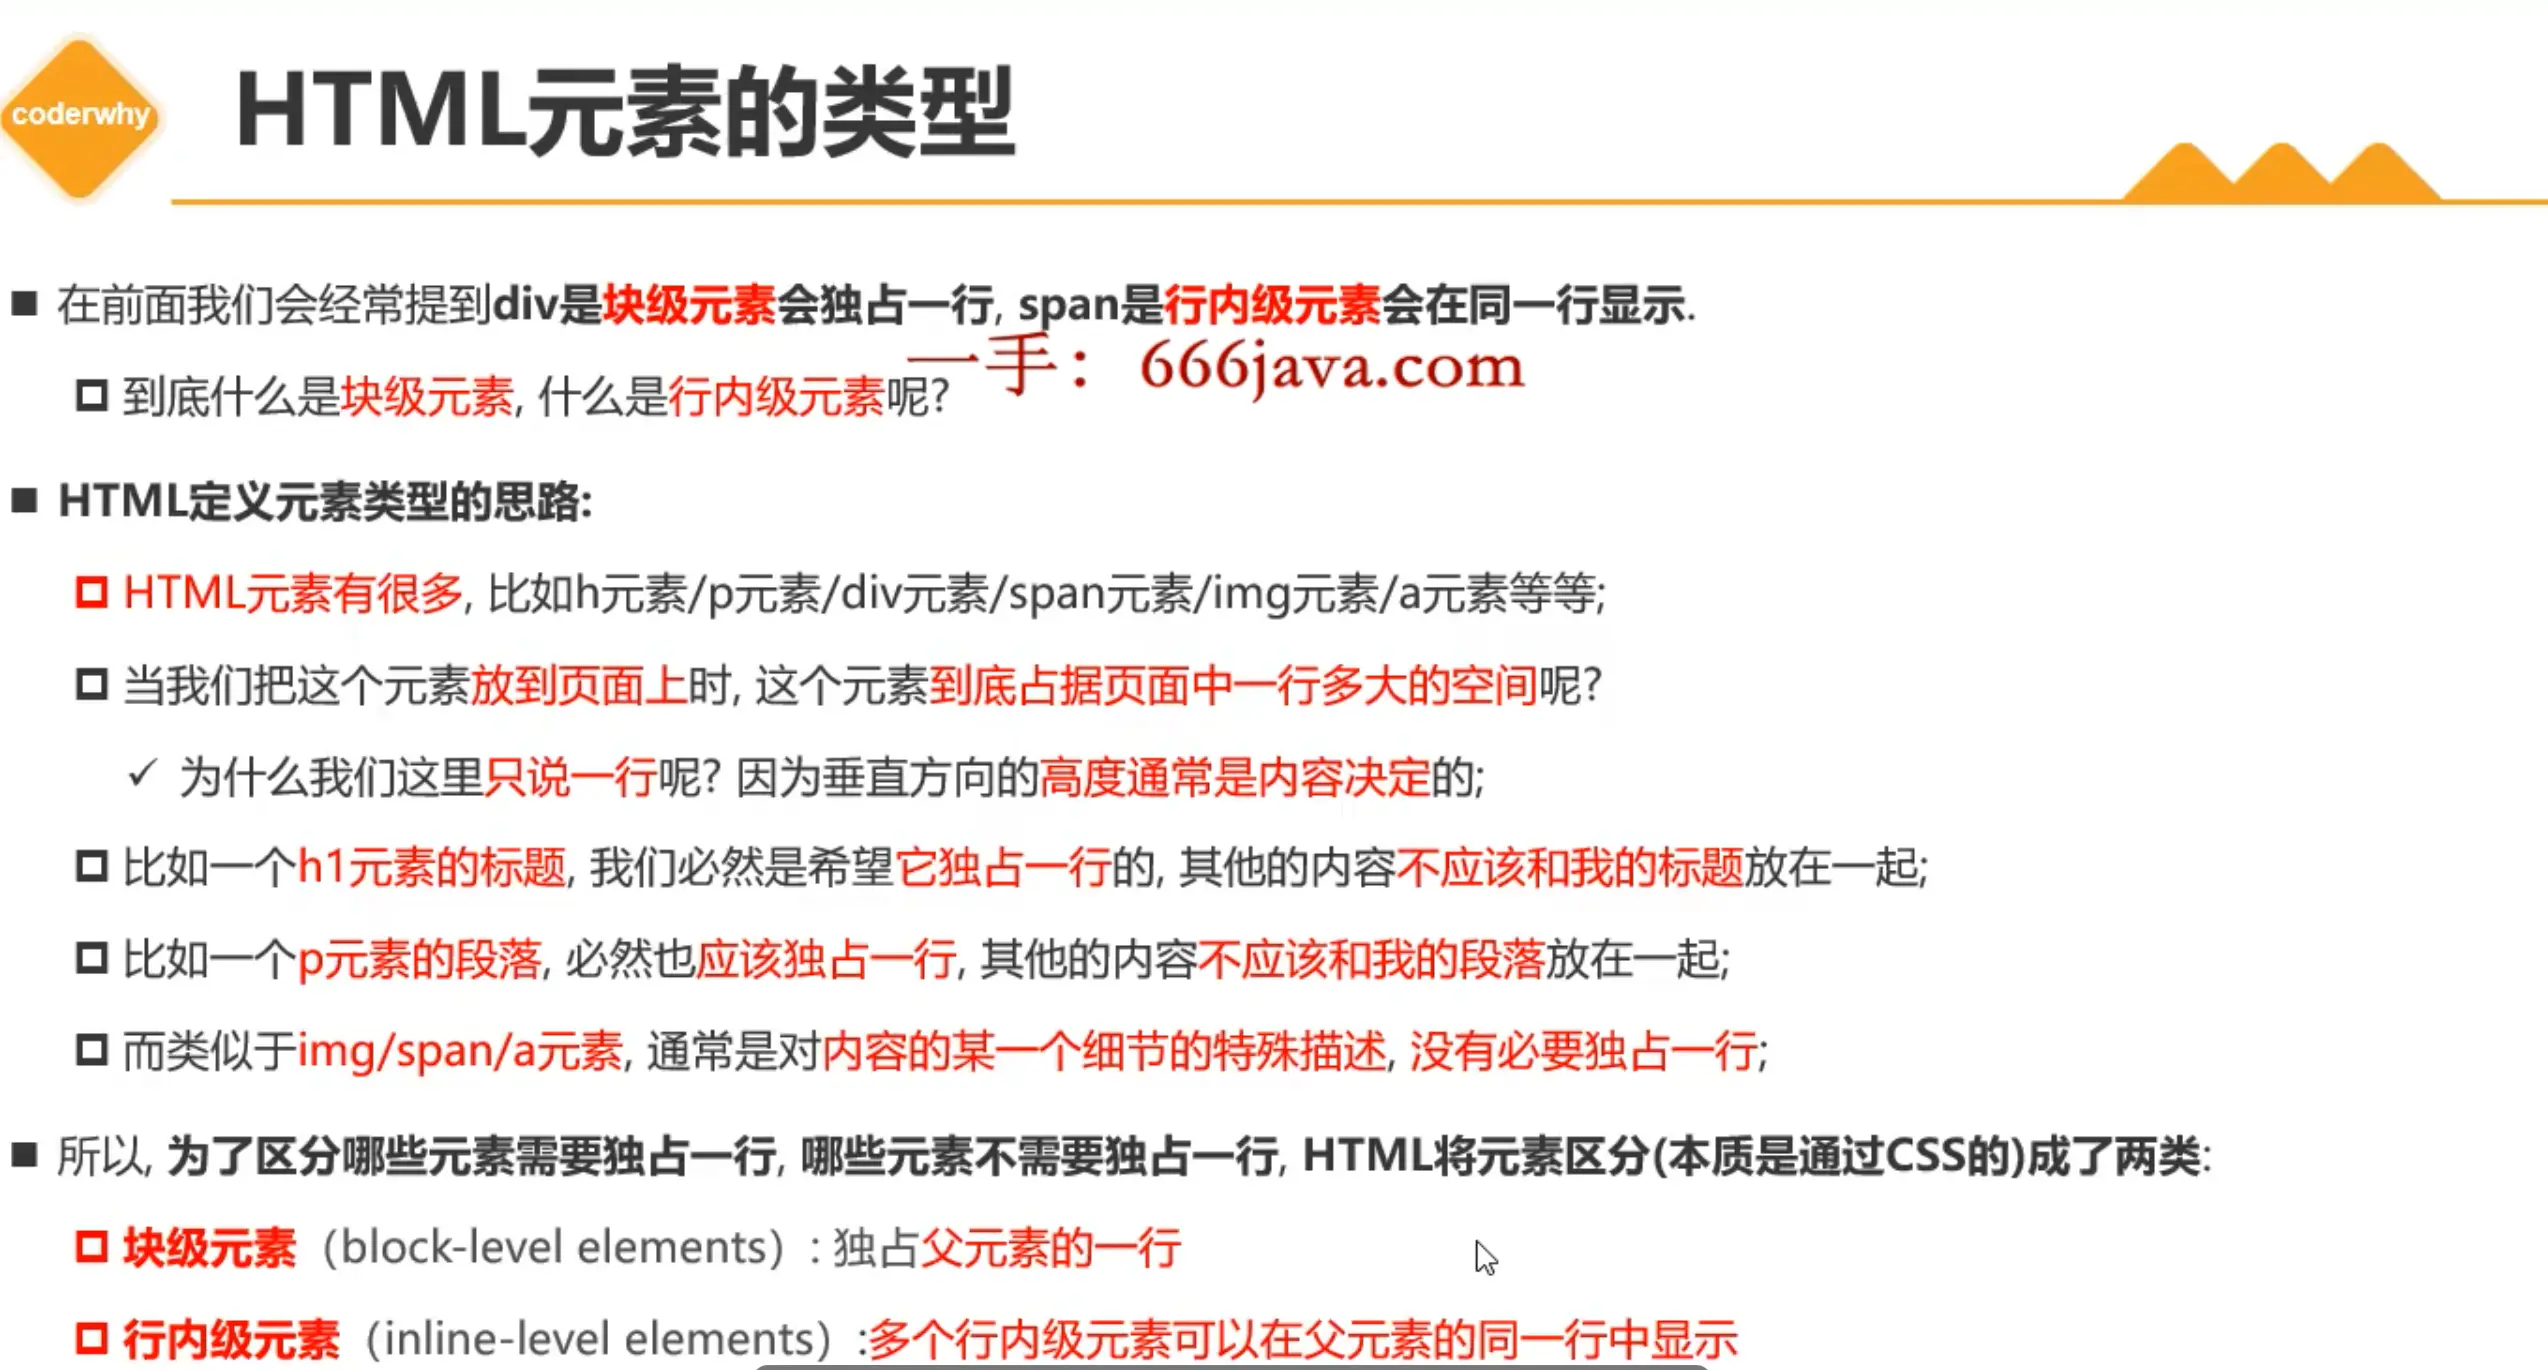 coderwhy
HTML元素的类型
在前面我们会经常提到div是块级元素会独占一行, span是行内级元素会在同一行显示.
一手： 666java.com
到底什么是块级元素, 什么是行内级元素呢?
HTML定义元素类型的思路:
HTML元素有很多, 比如h元素/p元素/div元素/span元素/img元素/a元素等等;
当我们把这个元素放到页面上时, 这个元素到底占据页面中一行多大的空间呢?
✓ 为什么我们这里只说一行呢? 因为垂直方向的高度通常是内容决定的;
比如一个h1元素的标题, 我们必然是希望它独占一行的, 其他的内容不应该和我的标题放在一起;
比如一个p元素的段落, 必然也应该独占一行, 其他的内容不应该和我的段落放在一起;
而类似于img/span/a元素, 通常是对内容的某一个细节的特殊描述, 没有必要独占一行;
所以, 为了区分哪些元素需要独占一行, 哪些元素不需要独占一行, HTML将元素区分(本质是通过CSS的)成了两类:
块级元素（block-level elements）: 独占父元素的一行
行内级元素（inline-level elements）:多个行内级元素可以在父元素的同一行中显示